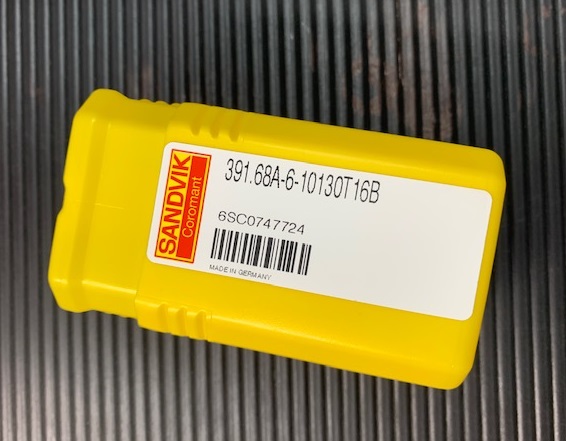 SANDVIK
Coromant
391.68A-6-10130T16B
6SC0747724
MADE IN GERMANY